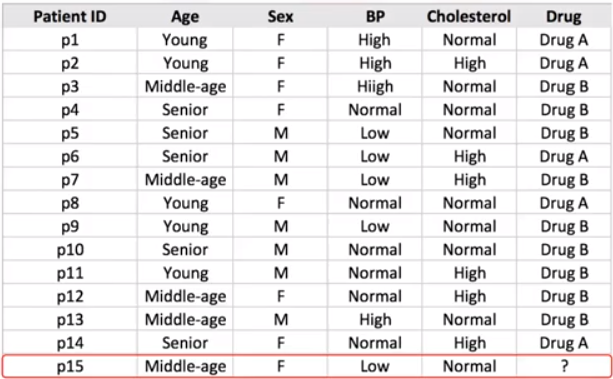 Patient ID Age Sex BP Cholesterol Drug
p1 Young F High Normal Drug A
p2 Young F High High Drug A
p3 Middle-age F Hiigh Normal Drug B
p4 Senior F Normal Normal Drug B
p5 Senior M Low Normal Drug B
p6 Senior M Low High Drug A
p7 Middle-age M Low High Drug B
p8 Young F Normal Normal Drug A
p9 Young M Low Normal Drug B
p10 Senior M Normal Normal Drug B
p11 Young M Normal High Drug B
p12 Middle-age F Normal High Drug B
p13 Middle-age M High Normal Drug B
p14 Senior F Normal High Drug A
p15 Middle-age F Low Normal ?